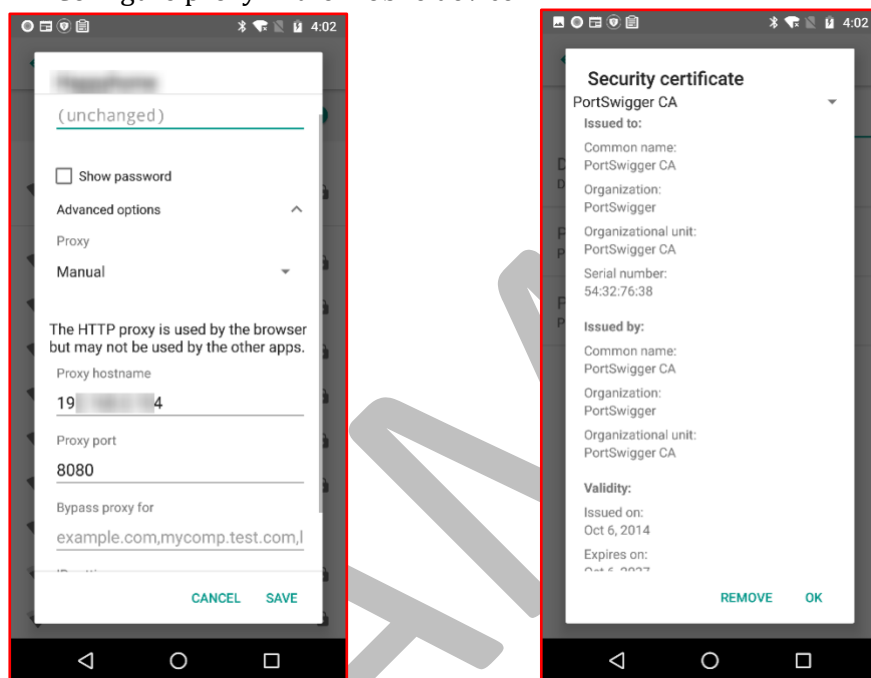 4:02
(unchanged)
Show password
Advanced options
Proxy
Manual
The HTTP proxy is used by the browser
but may not be used by the other apps.
Proxy hostname
19 4
Proxy port
8080
Bypass proxy for
example.com,mycomp.test.com,l
CANCEL SAVE
4:02
Security certificate
PortSwigger CA
Issued to:
Common name:
PortSwigger CA
Organization:
PortSwigger
Organizational unit:
PortSwigger CA
Serial number:
54:32:76:38
Issued by:
Common name:
PortSwigger CA
Organization:
PortSwigger
Organizational unit:
PortSwigger CA
Validity:
Issued on:
Oct 6, 2014
Expires on:
REMOVE OK